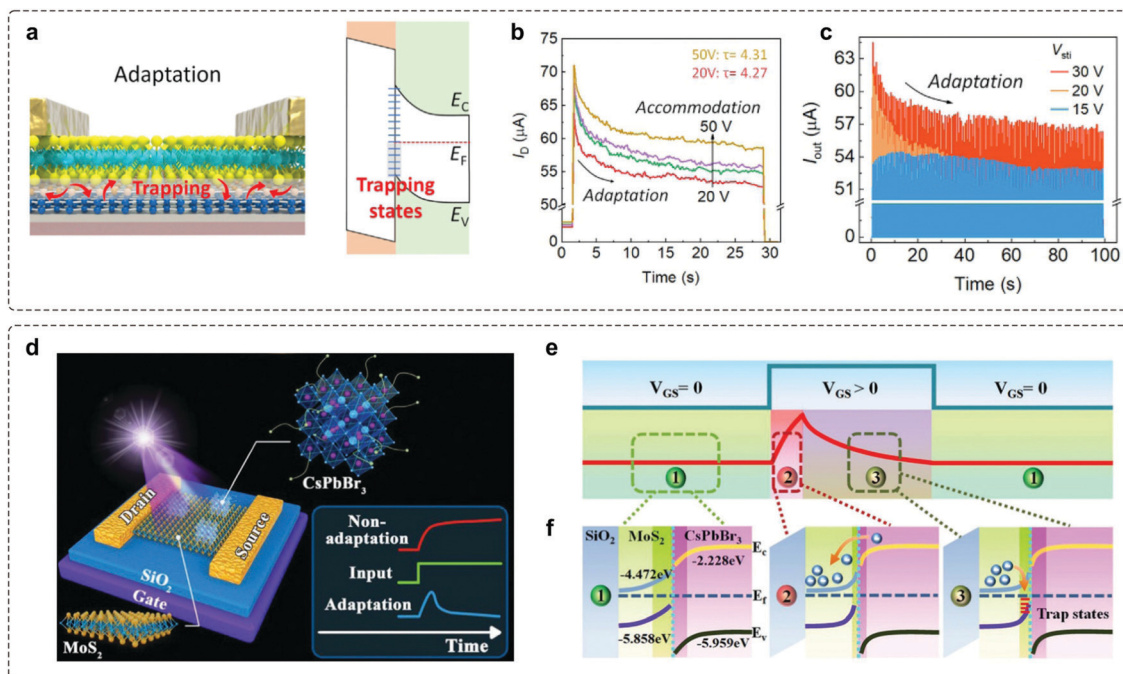 a
Adaptation
Trapping
E_C
E_F
E_V
Trapping
states
b
I_D (μA)
75
70
65
60
55
50
0
50V: τ= 4.31
20V: τ= 4.27
Accommodation
50 V
Adaptation
20 V
0 5 10 15 20 25 30
Time (s)
c
I_out (μA)
63
60
57
54
51
0
V_sti
Adaptation
30 V
20 V
15 V
0 20 40 60 80 100
Time (s)
d
CsPbBr₃
Drain
Source
SiO₂
Gate
MoS₂
Non-
adaptation
Input
Adaptation
Time
e
V_GS= 0
V_GS > 0
V_GS= 0
1
2
3
1
f
SiO₂ MoS₂ CsPbBr₃
E_c
-2.228eV
-4.472eV
1
E_f
-5.858eV
-5.959eV
E_v
2
3
Trap states